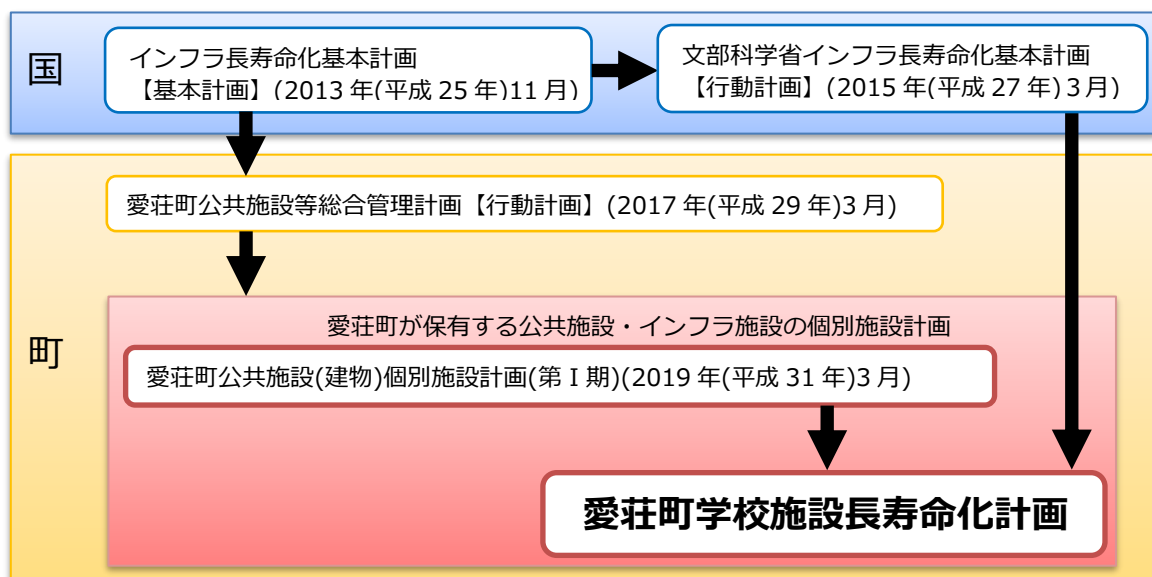 国
インフラ長寿命化基本計画
【基本計画】(2013年(平成25年)11月)
文部科学省インフラ長寿命化基本計画
【行動計画】(2015年(平成27年)3月)
町
愛荘町公共施設等総合管理計画【行動計画】(2017年(平成29年)3月)
愛荘町が保有する公共施設・インフラ施設の個別施設計画
愛荘町公共施設(建物)個別施設計画(第Ⅰ期)(2019年(平成31年)3月)
愛荘町学校施設長寿命化計画